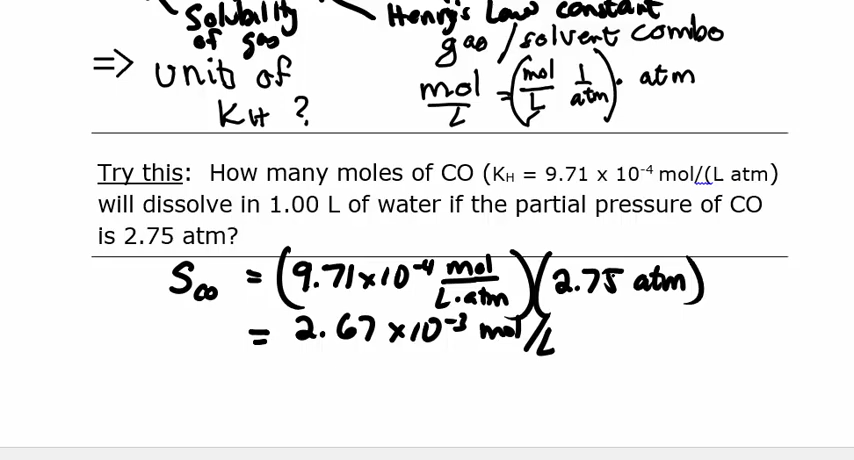 Solubility Henry's Law constant
of gas gas / solvent combo
=> Unit of KH ? mol/L = (mol/L 1/atm) · atm
Try this: How many moles of CO (KH = 9.71 x 10-4 mol/(L atm)
will dissolve in 1.00 L of water if the partial pressure of CO
is 2.75 atm?
Sco = (9.71x10-4 mol/L.atm)(2.75 atm)
= 2.67 x10-3 mol/L